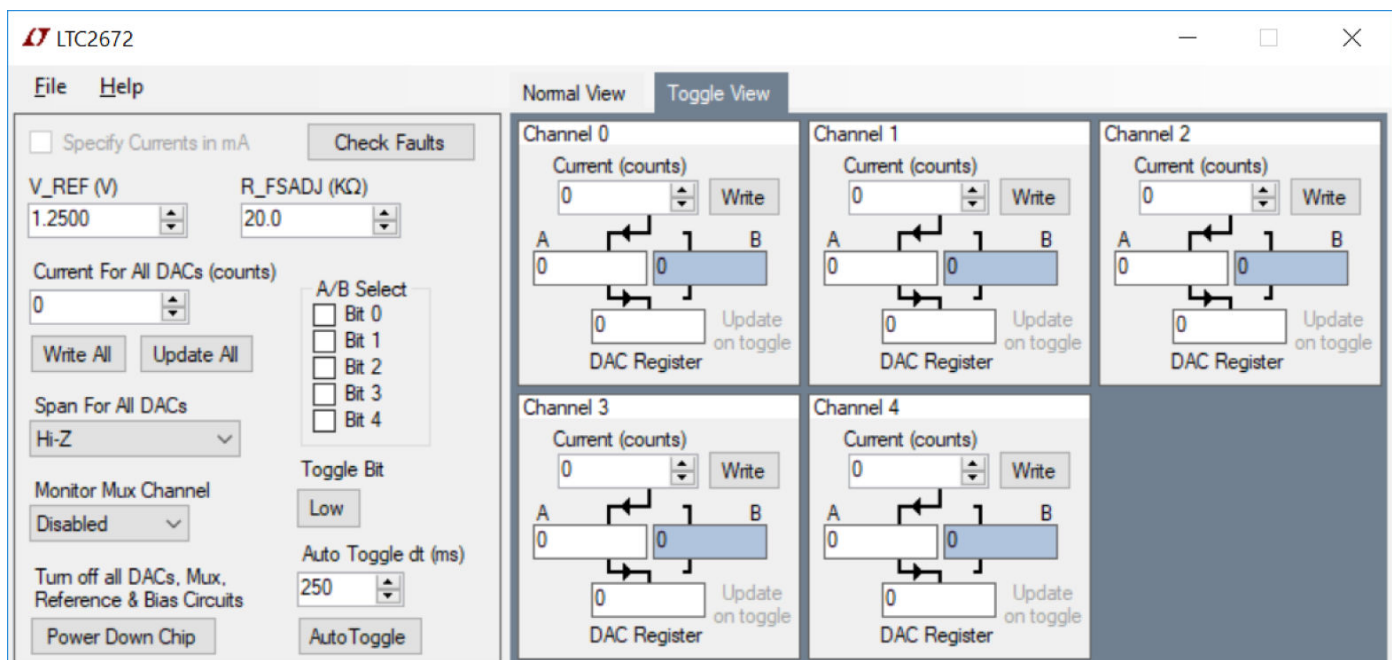 LTC2672
File Help
Normal View Toggle View
Specify Currents in mA
Check Faults
V_REF (V)
R_FSADJ (KΩ)
1.2500
20.0
Current For All DACs (counts)
0
Write All
Update All
Span For All DACs
Hi-Z
Monitor Mux Channel
Disabled
Turn off all DACs, Mux,
Reference & Bias Circuits
Power Down Chip
A/B Select
Bit 0
Bit 1
Bit 2
Bit 3
Bit 4
Toggle Bit
Low
Auto Toggle dt (ms)
250
Auto Toggle
Channel 0
Current (counts)
0
Write
A B
0 0
0
Update
on toggle
DAC Register
Channel 1
Current (counts)
0
Write
A B
0 0
0
Update
on toggle
DAC Register
Channel 2
Current (counts)
0
Write
A B
0 0
0
Update
on toggle
DAC Register
Channel 3
Current (counts)
0
Write
A B
0 0
0
Update
on toggle
DAC Register
Channel 4
Current (counts)
0
Write
A B
0 0
0
Update
on toggle
DAC Register